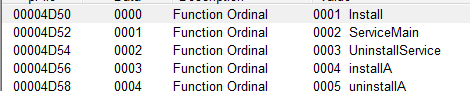 00004D50 0000 Function Ordinal 0001 Install
00004D52 0001 Function Ordinal 0002 ServiceMain
00004D54 0002 Function Ordinal 0003 UninstallService
00004D56 0003 Function Ordinal 0004 installA
00004D58 0004 Function Ordinal 0005 uninstallA